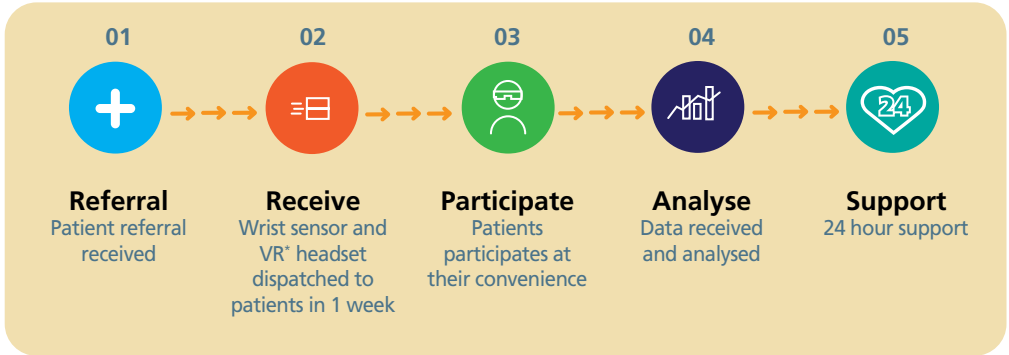 01
02
03
04
05
24
Referral
Patient referral
received
Receive
Wrist sensor and
VR* headset
dispatched to
patients in 1 week
Participate
Patients
participates at
their convenience
Analyse
Data received
and analysed
Support
24 hour support